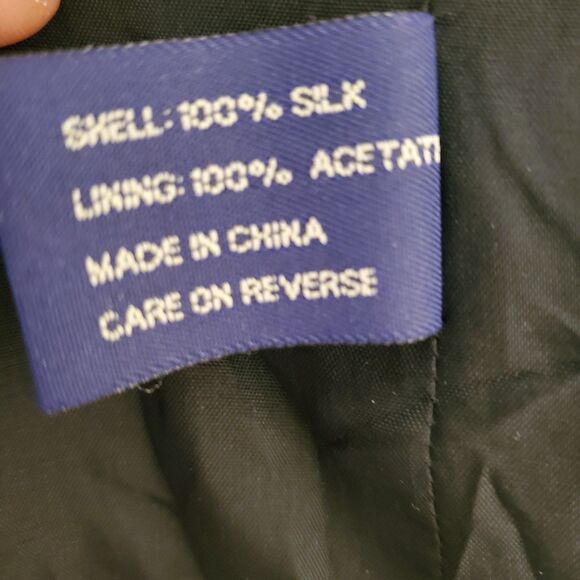 SHELL: 100% SILK
LINING: 100% ACETAT
MADE IN CHINA
CARE ON REVERSE